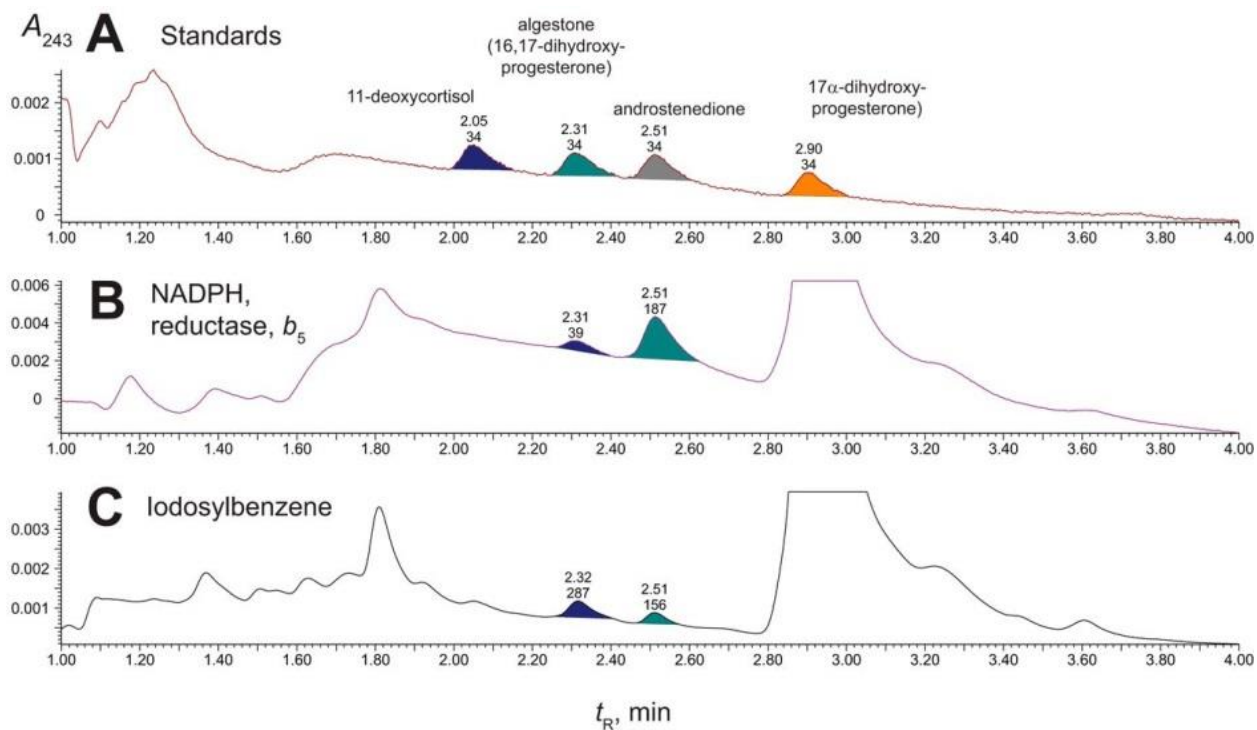 A243 A Standards
algestone
(16,17-dihydroxy-
progesterone)
11-deoxycortisol
androstenedione
17α-dihydroxy-
progesterone)
2.05
34
2.31
34
2.51
34
2.90
34
0.002
0.001
0
1.00 1.20 1.40 1.60 1.80 2.00 2.20 2.40 2.60 2.80 3.00 3.20 3.40 3.60 3.80 4.00
B NADPH,
reductase, b5
2.31
39
2.51
187
0.006
0.004
0.002
0
1.00 1.20 1.40 1.60 1.80 2.00 2.20 2.40 2.60 2.80 3.00 3.20 3.40 3.60 3.80 4.00
C Iodosylbenzene
2.32
287
2.51
156
0.003
0.002
0.001
1.00 1.20 1.40 1.60 1.80 2.00 2.20 2.40 2.60 2.80 3.00 3.20 3.40 3.60 3.80 4.00
tR, min